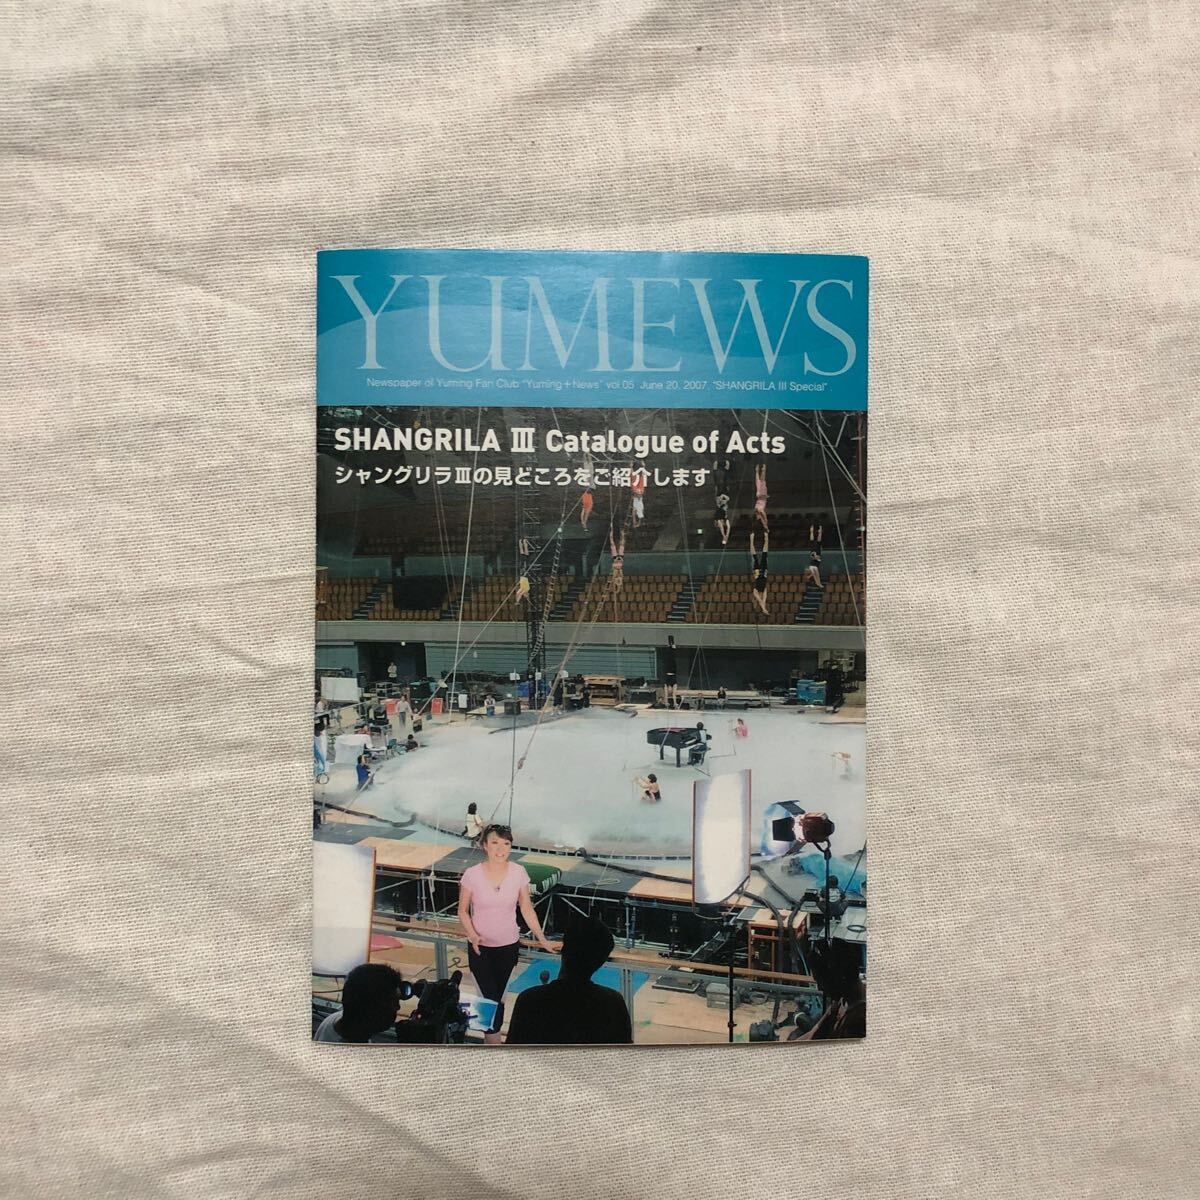 YUMEWS
Newspaper of Yuming Fan Club "Yuming+News" vol.05 June 20, 2007. "SHANGRILA III Special"
SHANGRILA Ⅲ Catalogue of Acts
シャングリラⅢの見どころをご紹介します